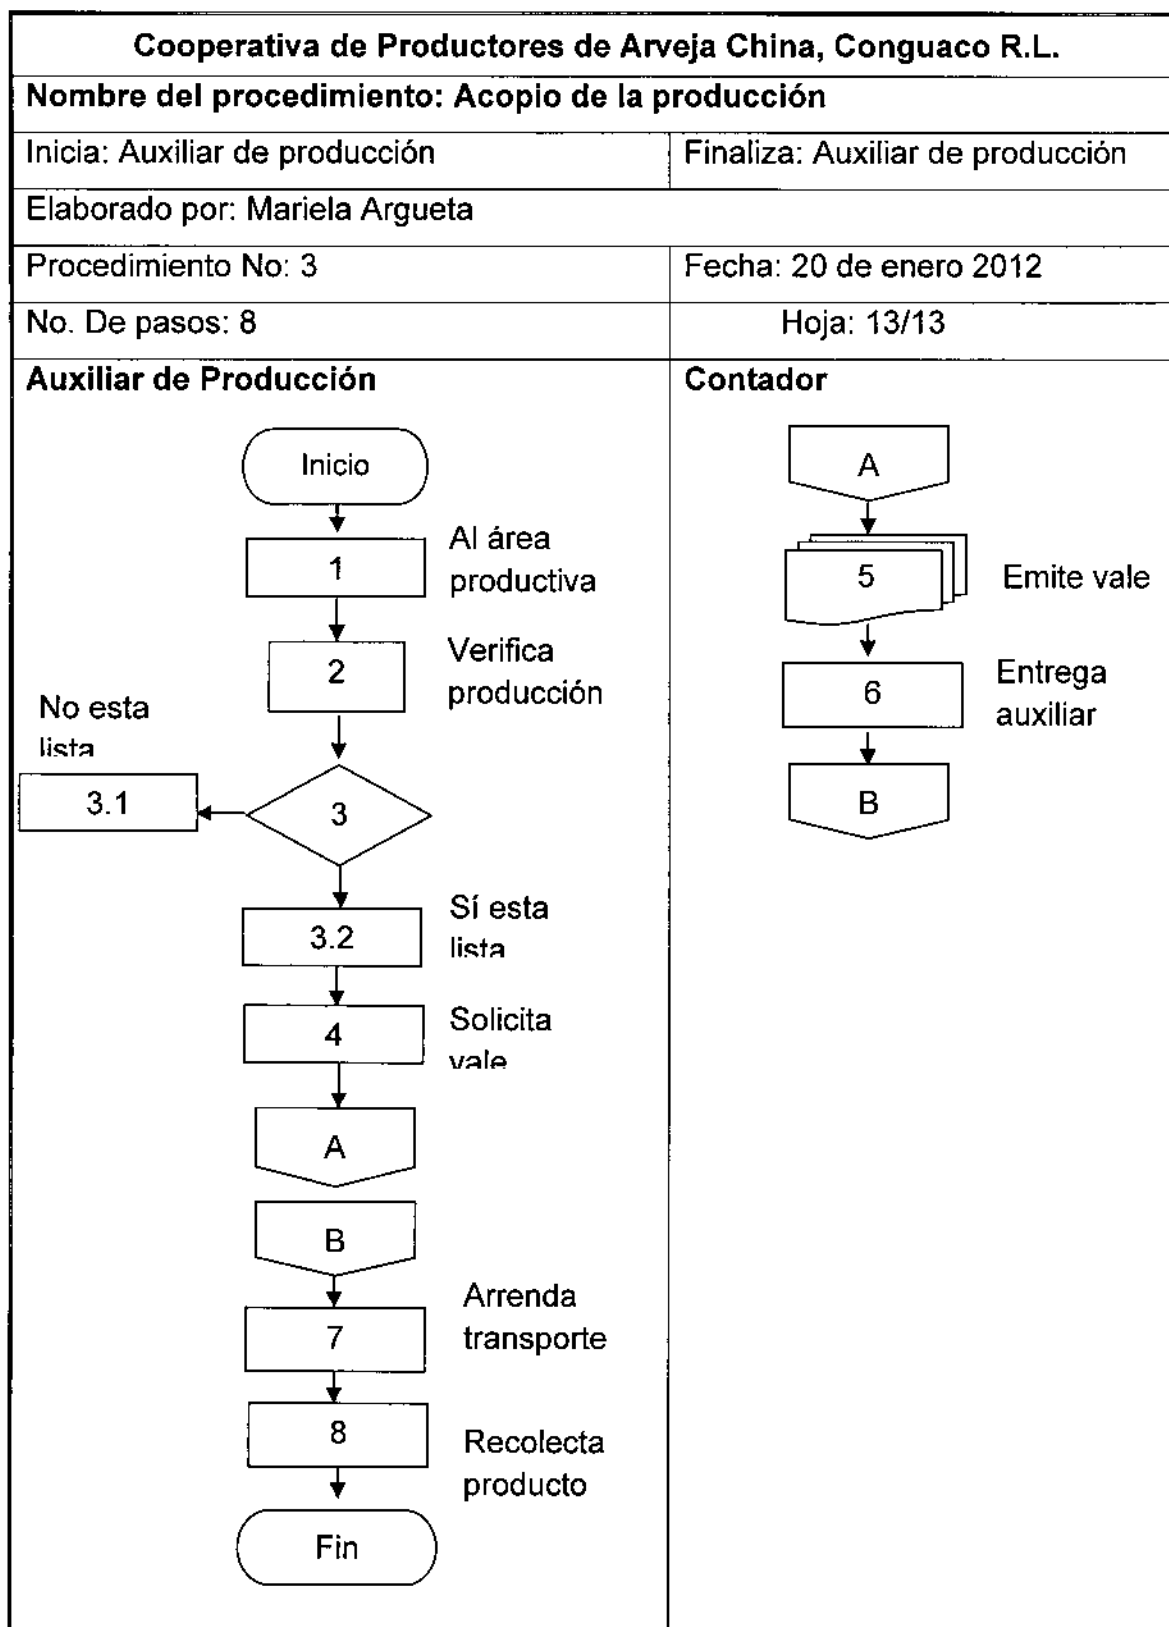 Cooperativa de Productores de Arveja China, Conguaco R.L.
Nombre del procedimiento: Acopio de la producción
Inicia: Auxiliar de producción
Finaliza: Auxiliar de producción
Elaborado por: Mariela Argueta
Procedimiento No: 3
Fecha: 20 de enero 2012
No. De pasos: 8
Hoja: 13/13
Auxiliar de Producción
Inicio
1
Al área
productiva
2
Verifica
producción
No esta
lista
3.1
3
3.2
Sí esta
lista
4
Solicita
vale
A
B
7
Arrenda
transporte
8
Recolecta
producto
Fin
Contador
A
5
Emite vale
6
Entrega
auxiliar
B